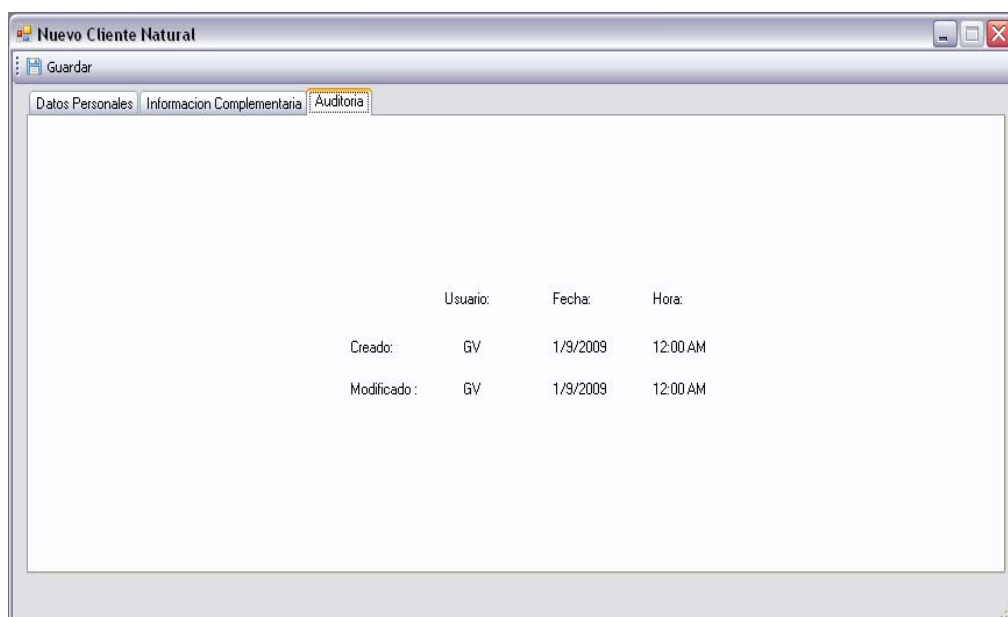 Nuevo Cliente Natural
Guardar
Datos Personales Informacion Complementaria Auditoria
Usuario: Fecha: Hora:
Creado: GV 1/9/2009 12:00 AM
Modificado : GV 1/9/2009 12:00 AM